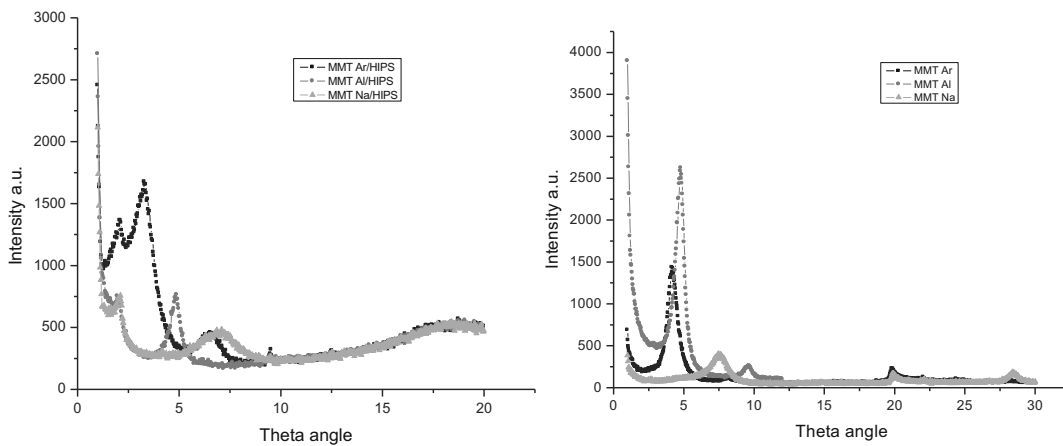 3000
2500
2000
1500
1000
500
0
0
5
10
15
20
Intensity a.u.
Theta angle
MMT Ar/HIPS
MMT Al/HIPS
MMT Na/HIPS
4000
3500
3000
2500
2000
1500
1000
500
0
0
5
10
15
20
25
30
Intensity a.u.
Theta angle
MMT Ar
MMT Al
MMT Na